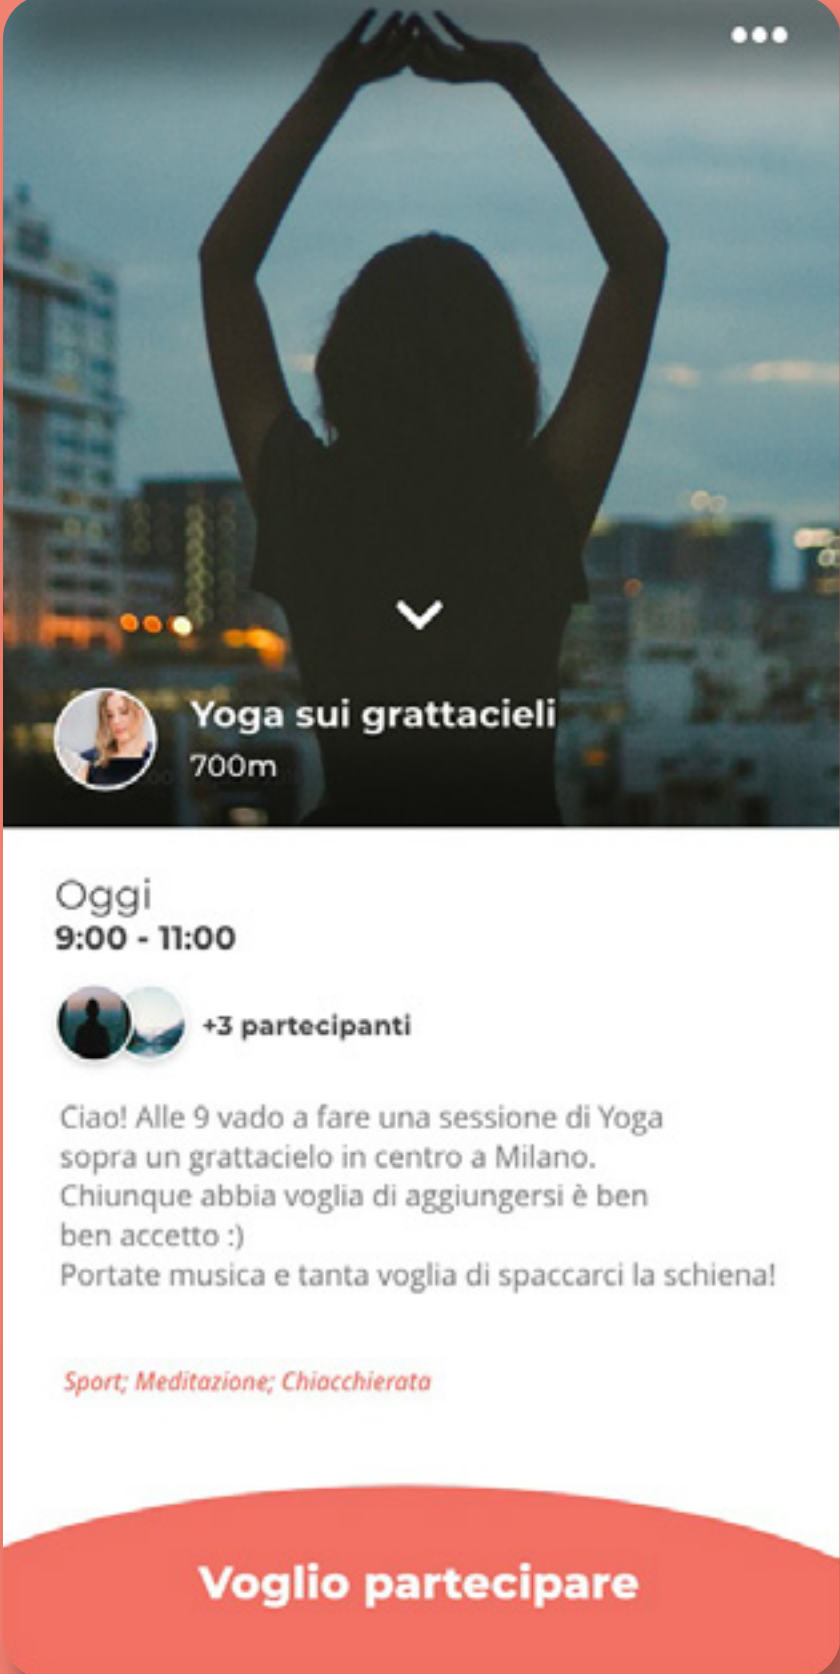 Yoga sui grattacieli
700m
Oggi
9:00 - 11:00
+3 partecipanti
Ciao! Alle 9 vado a fare una sessione di Yoga
sopra un grattacielo in centro a Milano.
Chiunque abbia voglia di aggiungersi è ben
ben accetto :)
Portate musica e tanta voglia di spaccarci la schiena!
Sport; Meditazione; Chiacchierata
Voglio partecipare